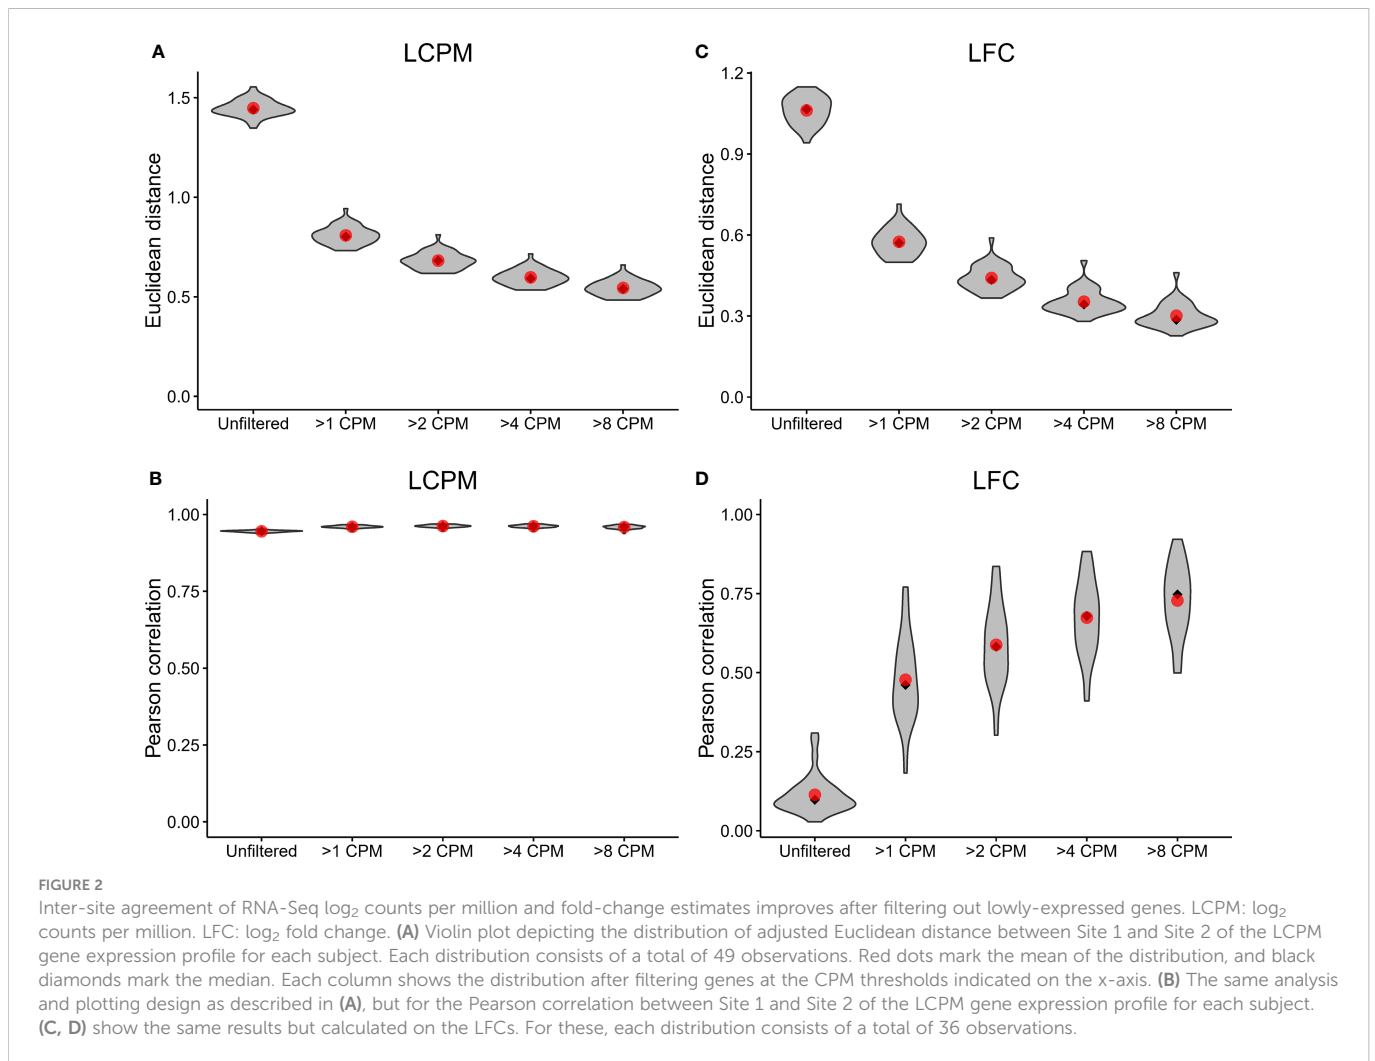 A
LCPM
Euclidean distance
1.5
1.0
0.5
0.0
Unfiltered >1 CPM >2 CPM >4 CPM >8 CPM
C
LFC
Euclidean distance
1.2
0.9
0.6
0.3
0.0
Unfiltered >1 CPM >2 CPM >4 CPM >8 CPM
B
LCPM
Pearson correlation
1.00
0.75
0.50
0.25
0.00
Unfiltered >1 CPM >2 CPM >4 CPM >8 CPM
D
LFC
Pearson correlation
1.00
0.75
0.50
0.25
0.00
Unfiltered >1 CPM >2 CPM >4 CPM >8 CPM
FIGURE 2
Inter-site agreement of RNA-Seq log₂ counts per million and fold-change estimates improves after filtering out lowly-expressed genes. LCPM: log₂
counts per million. LFC: log₂ fold change. (A) Violin plot depicting the distribution of adjusted Euclidean distance between Site 1 and Site 2 of the LCPM
gene expression profile for each subject. Each distribution consists of a total of 49 observations. Red dots mark the mean of the distribution, and black
diamonds mark the median. Each column shows the distribution after filtering genes at the CPM thresholds indicated on the x-axis. (B) The same analysis
and plotting design as described in (A), but for the Pearson correlation between Site 1 and Site 2 of the LCPM gene expression profile for each subject.
(C, D) show the same results but calculated on the LFCs. For these, each distribution consists of a total of 36 observations.